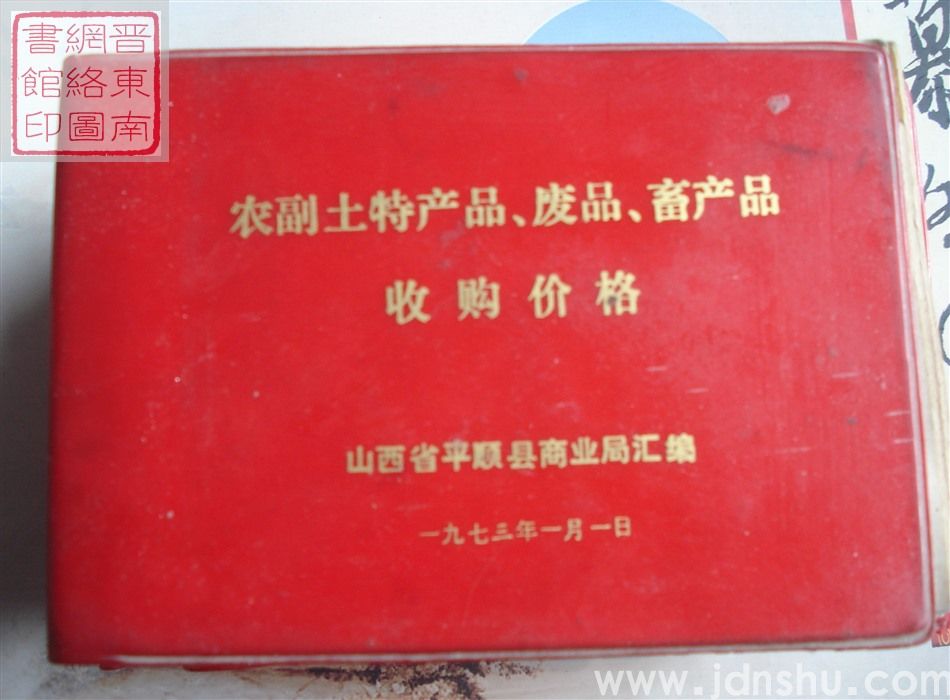 晋東南
網絡圖
書館印
农副土特产品、废品、畜产品
收购价格
山西省平顺县商业局汇编
一九七三年一月一日
www.jdnshu.com